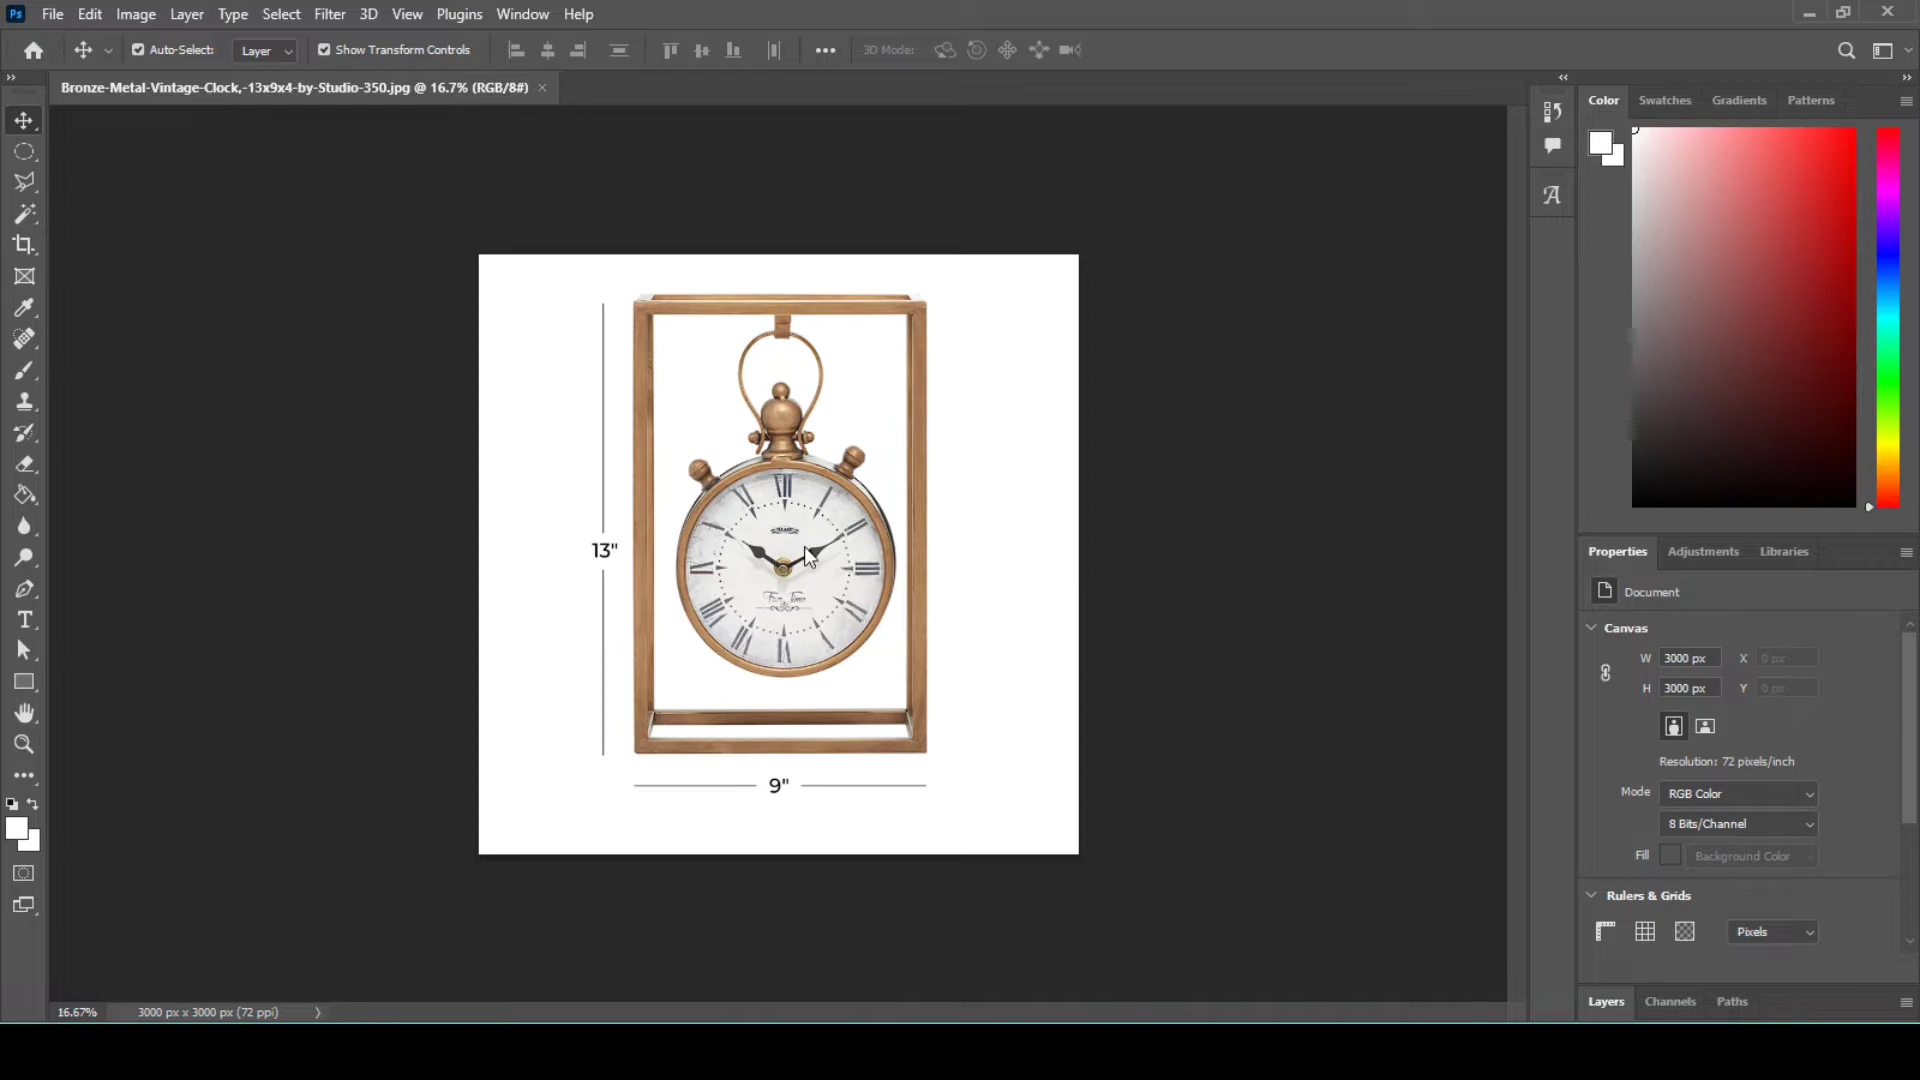 Ps File Edit Image Layer Type Select Filter 3D View Plugins Window Help
Auto-Select: Layer Show Transform Controls 3D Mode:
Bronze-Metal-Vintage-Clock,-13x9x4-by-Studio-350.jpg @ 16.7% (RGB/8#)
Color Swatches Gradients Patterns
13"
9"
Properties Adjustments Libraries
Document
Canvas
W 3000 px X 0 px
H 3000 px Y 0 px
Resolution: 72 pixels/inch
Mode RGB Color
8 Bits/Channel
Fill Background Color
Rulers & Grids
Pixels
Layers Channels Paths
16.67% 3000 px x 3000 px (72 ppi)